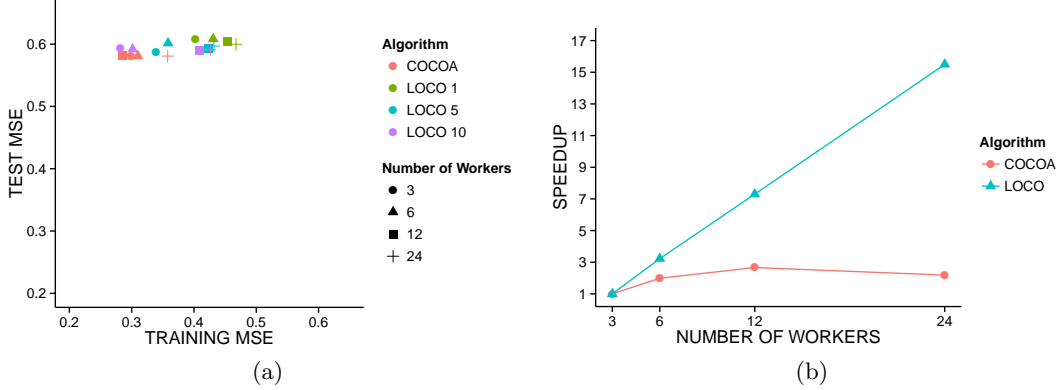 0.6
0.5
0.4
0.3
0.2
TEST MSE
0.2 0.3 0.4 0.5 0.6
TRAINING MSE
Algorithm
COCOA
LOCO 1
LOCO 5
LOCO 10
Number of Workers
3
6
12
24
(a)
17
15
13
11
9
7
5
3
1
SPEEDUP
3 6 12 24
NUMBER OF WORKERS
Algorithm
COCOA
LOCO
(b)